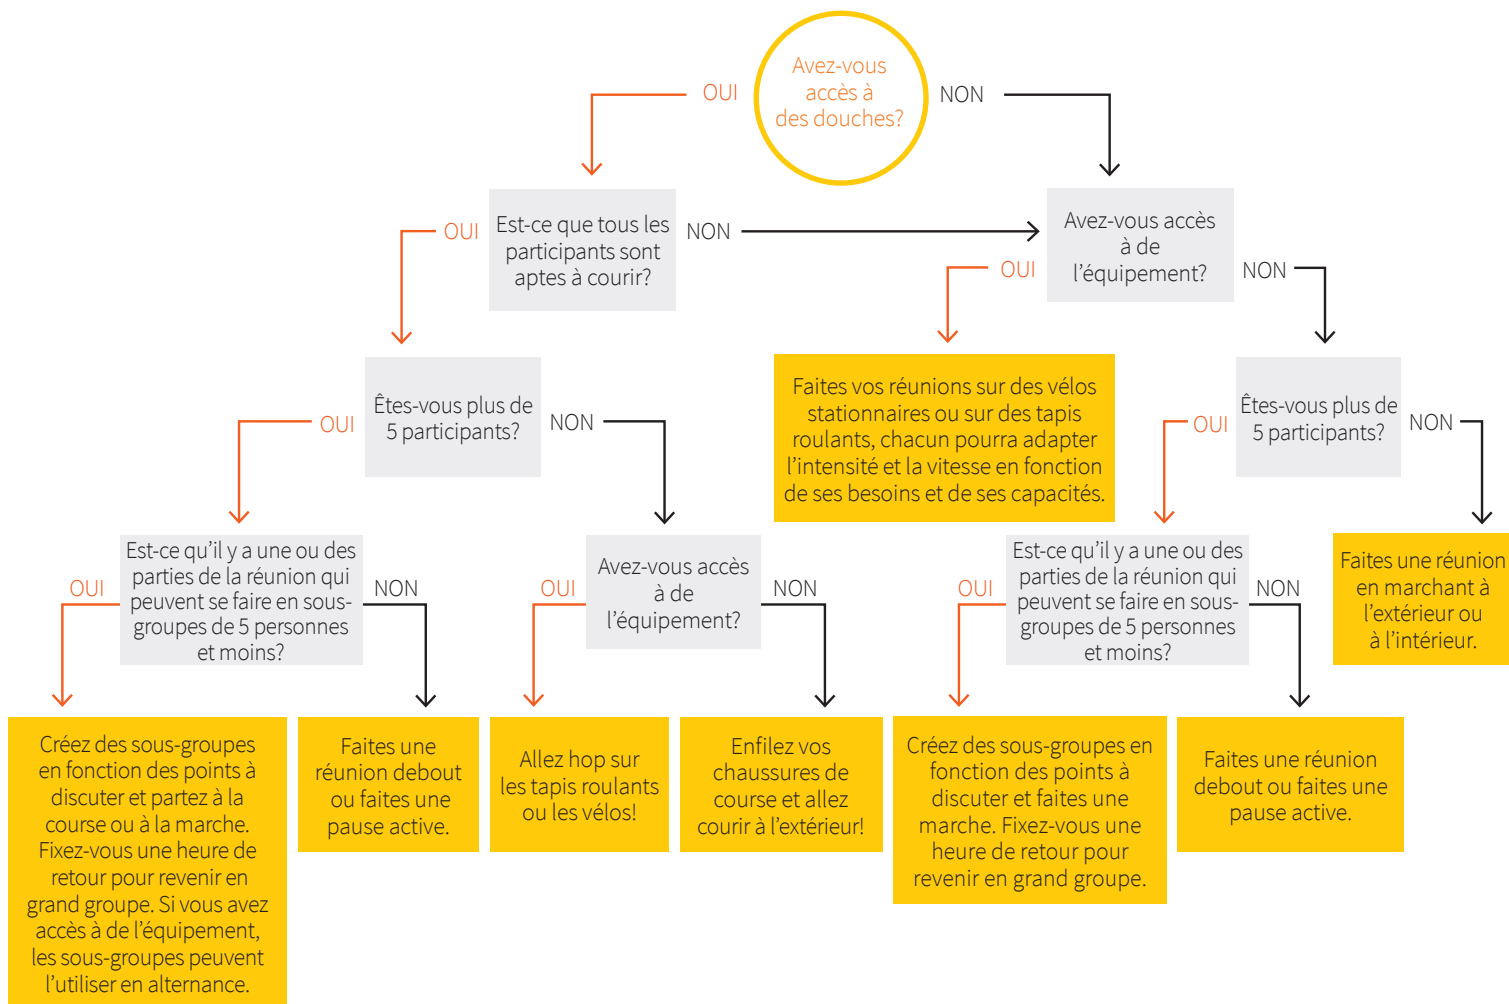 Avez-vous
accès à
des douches?
OUI
NON
Est-ce que tous les
participants sont
aptes à courir?
OUI
NON
Avez-vous accès
à de
l’équipement?
OUI
NON
Êtes-vous plus de
5 participants?
OUI
NON
Faites vos réunions sur des vélos
stationnaires ou sur des tapis
roulants, chacun pourra adapter
l’intensité et la vitesse en fonction
de ses besoins et de ses capacités.
Êtes-vous plus de
5 participants?
OUI
NON
Est-ce qu’il y a une ou des
parties de la réunion qui
peuvent se faire en sous-
groupes de 5 personnes
et moins?
OUI
NON
Avez-vous accès
à de
l’équipement?
OUI
NON
Est-ce qu’il y a une ou des
parties de la réunion qui
peuvent se faire en sous-
groupes de 5 personnes
et moins?
OUI
NON
Faites une réunion
en marchant à
l’extérieur ou
à l’intérieur.
Créez des sous-groupes
en fonction des points à
discuter et partez à la
course ou à la marche.
Fixez-vous une heure de
retour pour revenir en
grand groupe. Si vous avez
accès à de l’équipement,
les sous-groupes peuvent
l’utiliser en alternance.
Faites une
réunion debout
ou faites une
pause active.
Allez hop sur
les tapis roulants
ou les vélos!
Enfilez vos
chaussures de
course et allez
courir à l’extérieur!
Créez des sous-groupes en
fonction des points à
discuter et faites une
marche. Fixez-vous une
heure de retour pour
revenir en grand groupe.
Faites une réunion
debout ou faites une
pause active.